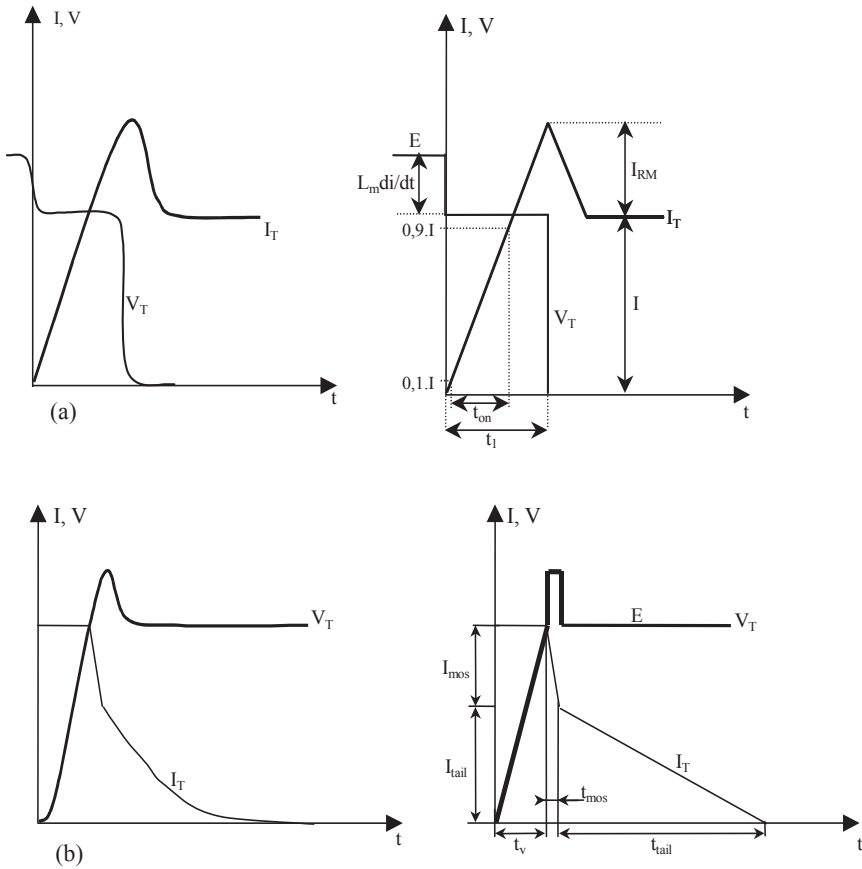 I, V
I_T
V_T
t
(a)
I, V
E
L_m di/dt
0,9.I
I_RM
I_T
V_T
I
0,1.I
t_on
t_1
t
I, V
V_T
I_T
t
(b)
I, V
E
V_T
I_mos
I_tail
I_T
t_mos
t_v
t_tail
t